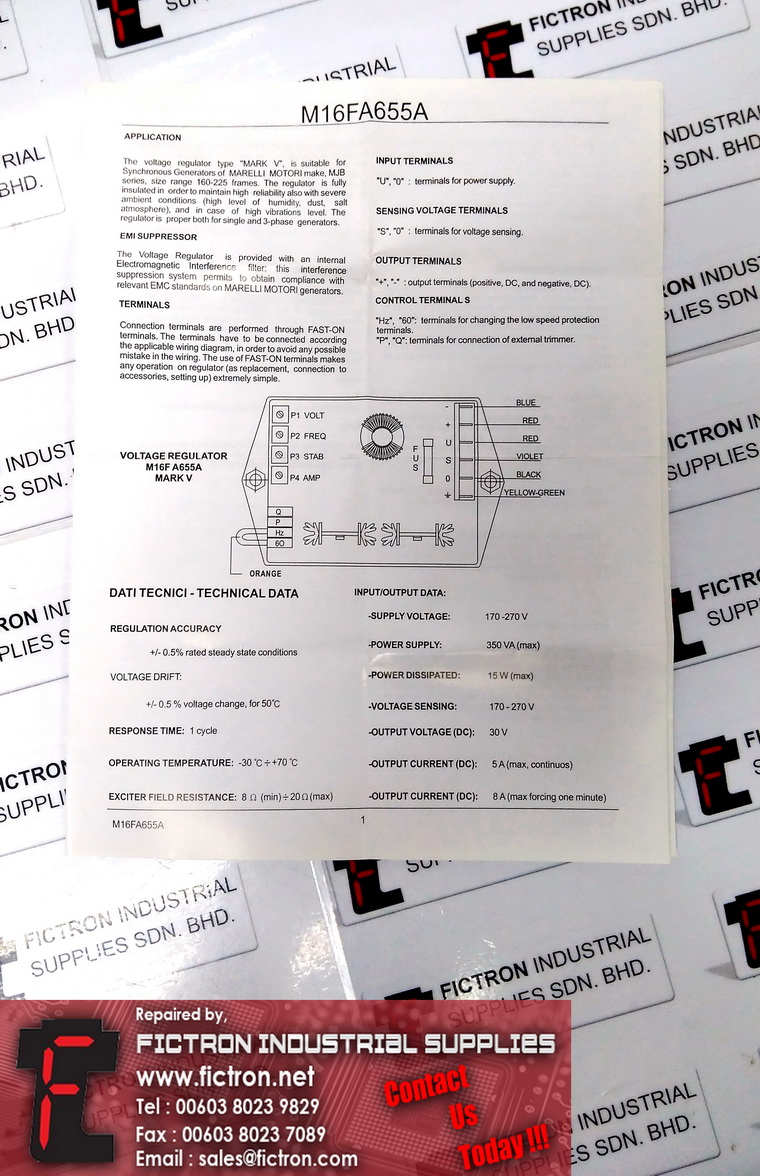 FICTRON INDUSTRIAL
SUPPLIES SDN. BHD.
M16FA655A
APPLICATION
The voltage regulator type "MARK V", is suitable for
Synchronous Generators of MARELLI MOTORI make, MJB
series, size range 160-225 frames. The regulator is fully
insulated in order to maintain high reliability also with severe
ambient conditions (high level of humidity, dust, salt
atmosphere), and in case of high vibrations level. The
regulator is proper both for single and 3-phase generators.
EMI SUPPRESSOR
The Voltage Regulator is provided with an internal
Electromagnetic Interference filter: this interference
suppression system permits to obtain compliance with
relevant EMC standards on MARELLI MOTORI generators.
TERMINALS
Connection terminals are performed through FAST-ON
terminals. The terminals have to be connected according
the applicable wiring diagram, in order to avoid any possible
mistake in the wiring. The use of FAST-ON terminals makes
any operation on regulator (as replacement, connection to
accessories, setting up) extremely simple.
INPUT TERMINALS
"U", "0" : terminals for power supply.
SENSING VOLTAGE TERMINALS
"S", "0" : terminals for voltage sensing.
OUTPUT TERMINALS
"+", "-" : output terminals (positive, DC, and negative, DC).
CONTROL TERMINAL S
"Hz", "60": terminals for changing the low speed protection
terminals.
"P", "Q": terminals for connection of external trimmer.
VOLTAGE REGULATOR
M16F A655A
MARK V
P1 VOLT
P2 FREQ
P3 STAB
P4 AMP
Q
P
Hz
60
ORANGE
FUS
-
+
U
S
0
BLUE
RED
RED
VIOLET
BLACK
YELLOW-GREEN
DATI TECNICI - TECHNICAL DATA
REGULATION ACCURACY
+/- 0.5% rated steady state conditions
VOLTAGE DRIFT:
+/- 0.5 % voltage change, for 50°C
RESPONSE TIME: 1 cycle
OPERATING TEMPERATURE: -30 °C ÷ +70 °C
EXCITER FIELD RESISTANCE: 8 Ω (min) ÷ 20 Ω (max)
INPUT/OUTPUT DATA:
-SUPPLY VOLTAGE: 170 -270 V
-POWER SUPPLY: 350 VA (max)
-POWER DISSIPATED: 15 W (max)
-VOLTAGE SENSING: 170 - 270 V
-OUTPUT VOLTAGE (DC): 30 V
-OUTPUT CURRENT (DC): 5 A (max, continuos)
-OUTPUT CURRENT (DC): 8 A (max forcing one minute)
M16FA655A
1
FICTRON INDUSTRIAL
SUPPLIES SDN. BHD.
FICTRON INDUSTRIAL
SUPPLIES SDN. BHD.
Repaired by,
FICTRON INDUSTRIAL SUPPLIES
www.fictron.net
Tel : 00603 8023 9829
Fax : 00603 8023 7089
Email : sales@fictron.com
Contact
Us
Today !!!